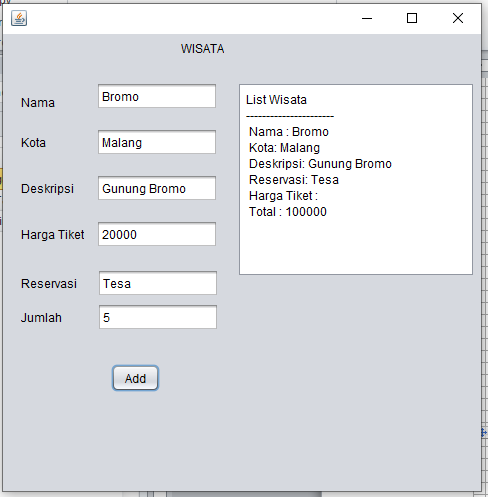 WISATA
Nama Bromo
Kota Malang
Deskripsi Gunung Bromo
Harga Tiket 20000
Reservasi Tesa
Jumlah 5
Add
List Wisata
----------------------
Nama : Bromo
Kota: Malang
Deskripsi: Gunung Bromo
Reservasi: Tesa
Harga Tiket :
Total : 100000